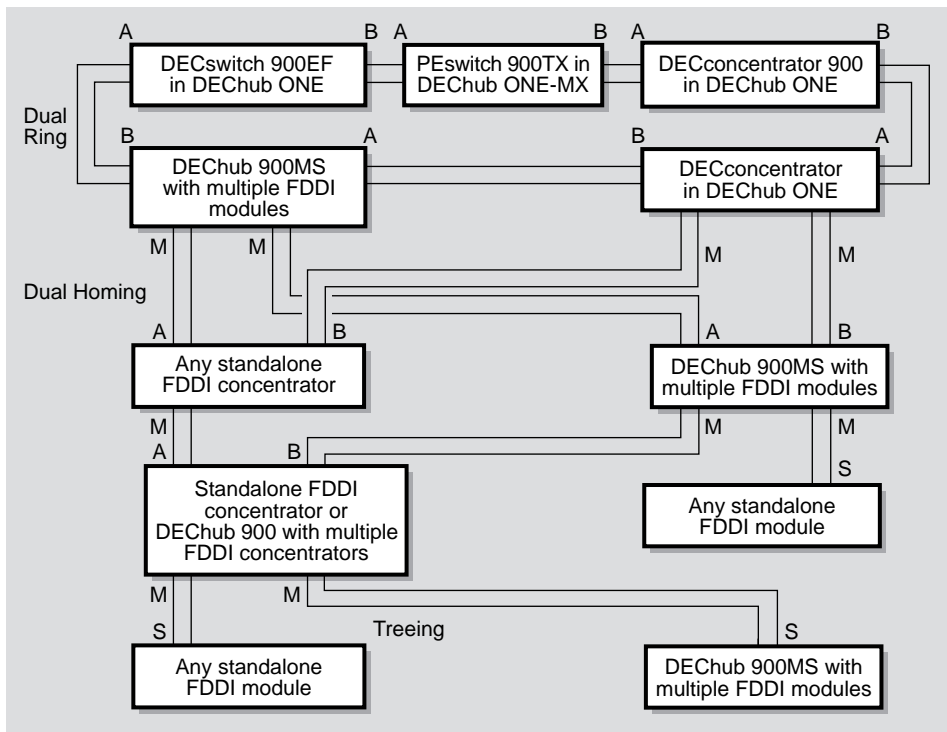 A B A B A B
DECswitch 900EF
in DEChub ONE
PEswitch 900TX in
DEChub ONE-MX
DECconcentrator 900
in DEChub ONE
Dual
Ring
B A B A
DEChub 900MS
with multiple FDDI
modules
DECconcentrator
in DEChub ONE
M M M M
Dual Homing
A B A B
Any standalone
FDDI concentrator
DEChub 900MS with
multiple FDDI modules
M M M
A B S
Standalone FDDI
concentrator or
DEChub 900 with multiple
FDDI concentrators
Any standalone
FDDI module
M M
S Treeing S
Any standalone
FDDI module
DEChub 900MS with
multiple FDDI modules